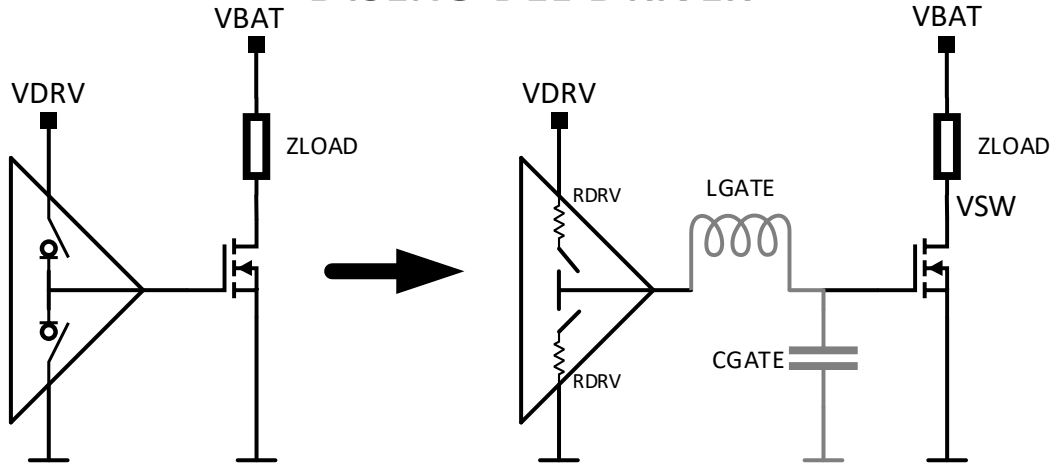 VBAT
VDRV
ZLOAD
VBAT
VDRV
RDRV
LGATE
ZLOAD
VSW
CGATE
RDRV